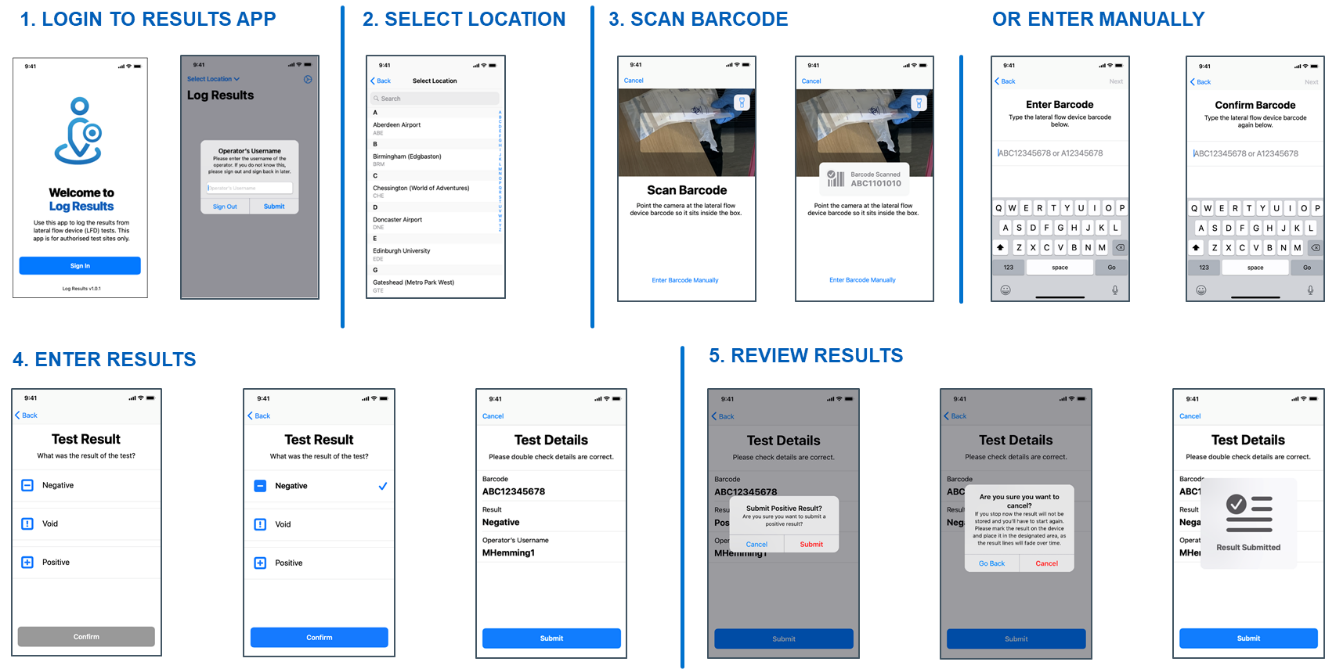 1. LOGIN TO RESULTS APP
9:41
Welcome to
Log Results
Use this app to log the results from
lateral flow device (LFD) tests. This
app is for authorised test sites only.
Sign In
Log Results v1.0.1
9:41
Select Location
Log Results
Operator's Username
Please enter the username of the
operator. If you do not know this,
please sign out and sign back in later.
Operator's Username
Sign Out
Submit
2. SELECT LOCATION
9:41
Back
Select Location
Search
A
Aberdeen Airport
ABE
B
Birmingham (Edgbaston)
BRM
C
Chessington (World of Adventures)
CHE
D
Doncaster Airport
DNE
E
Edinburgh University
EDE
G
Gateshead (Metro Park West)
GTE
3. SCAN BARCODE
9:41
Cancel
Scan Barcode
Point the camera at the lateral flow
device barcode so it sits inside the box.
Enter Barcode Manually
9:41
Cancel
Barcode Scanned
ABC1101010
Point the camera at the lateral flow
device barcode so it sits inside the box.
Enter Barcode Manually
OR ENTER MANUALLY
9:41
Back
Next
Enter Barcode
Type the lateral flow device barcode
below.
ABC12345678 or A12345678
Q W E R T Y U I O P
A S D F G H J K L
Z X C V B N M
123
space
Go
9:41
Back
Next
Confirm Barcode
Type the lateral flow device barcode
again below.
ABC12345678 or A12345678
Q W E R T Y U I O P
A S D F G H J K L
Z X C V B N M
123
space
Go
4. ENTER RESULTS
9:41
Back
Test Result
What was the result of the test?
Negative
Void
Positive
Confirm
9:41
Back
Test Result
What was the result of the test?
Negative
Void
Positive
Confirm
9:41
Cancel
Test Details
Please double check details are correct.
Barcode
ABC12345678
Result
Negative
Operator's Username
MHemming1
Submit
5. REVIEW RESULTS
9:41
Back
Test Details
Please check details are correct.
Barcode
ABC12345678
Resu
Pos
Oper
MHemming1
Submit Positive Result?
Are you sure you want to submit a
positive result?
Cancel
Submit
Submit
9:41
Back
Test Details
Please check details are correct.
Barcode
Resul
Neg
Are you sure you want to
cancel?
If you stop now the result will not be
stored and you'll have to start again.
Please mark the result on the device
and place it in the designated area, as
the result lines will fade over time.
Go Back
Cancel
Submit
9:41
Cancel
Test Details
Please double check details are correct.
Barcode
ABC1
Result
Nega
Operat
MHe
Result Submitted
Submit